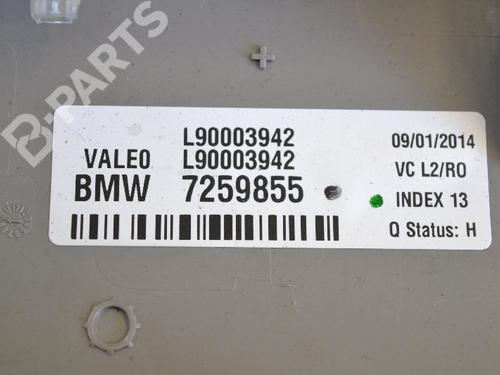 B-PARTS
L90003942
VALEO L90003942
BMW 7259855
09/01/2014
VC L2/RO
INDEX 13
Q Status: H